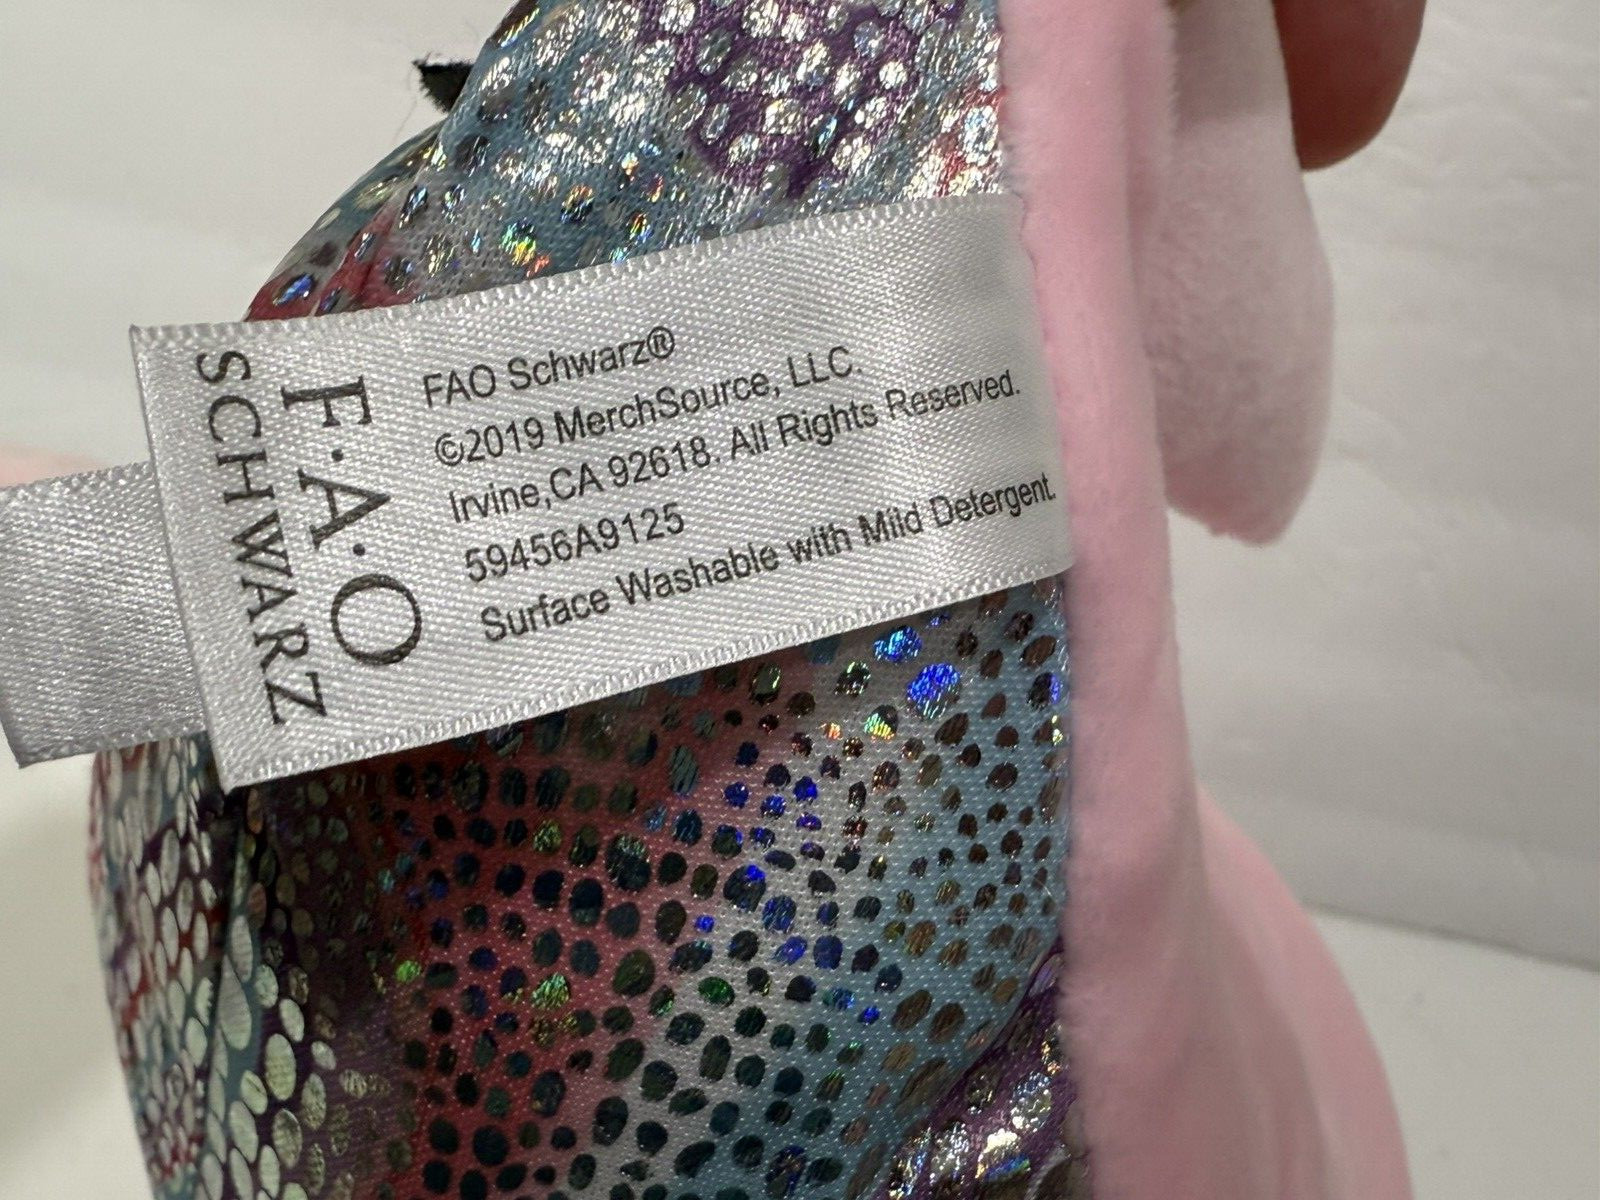 F·A·O
SCHWARZ
FAO Schwarz®
©2019 MerchSource, LLC.
Irvine,CA 92618. All Rights Reserved.
59456A9125
Surface Washable with Mild Detergent.